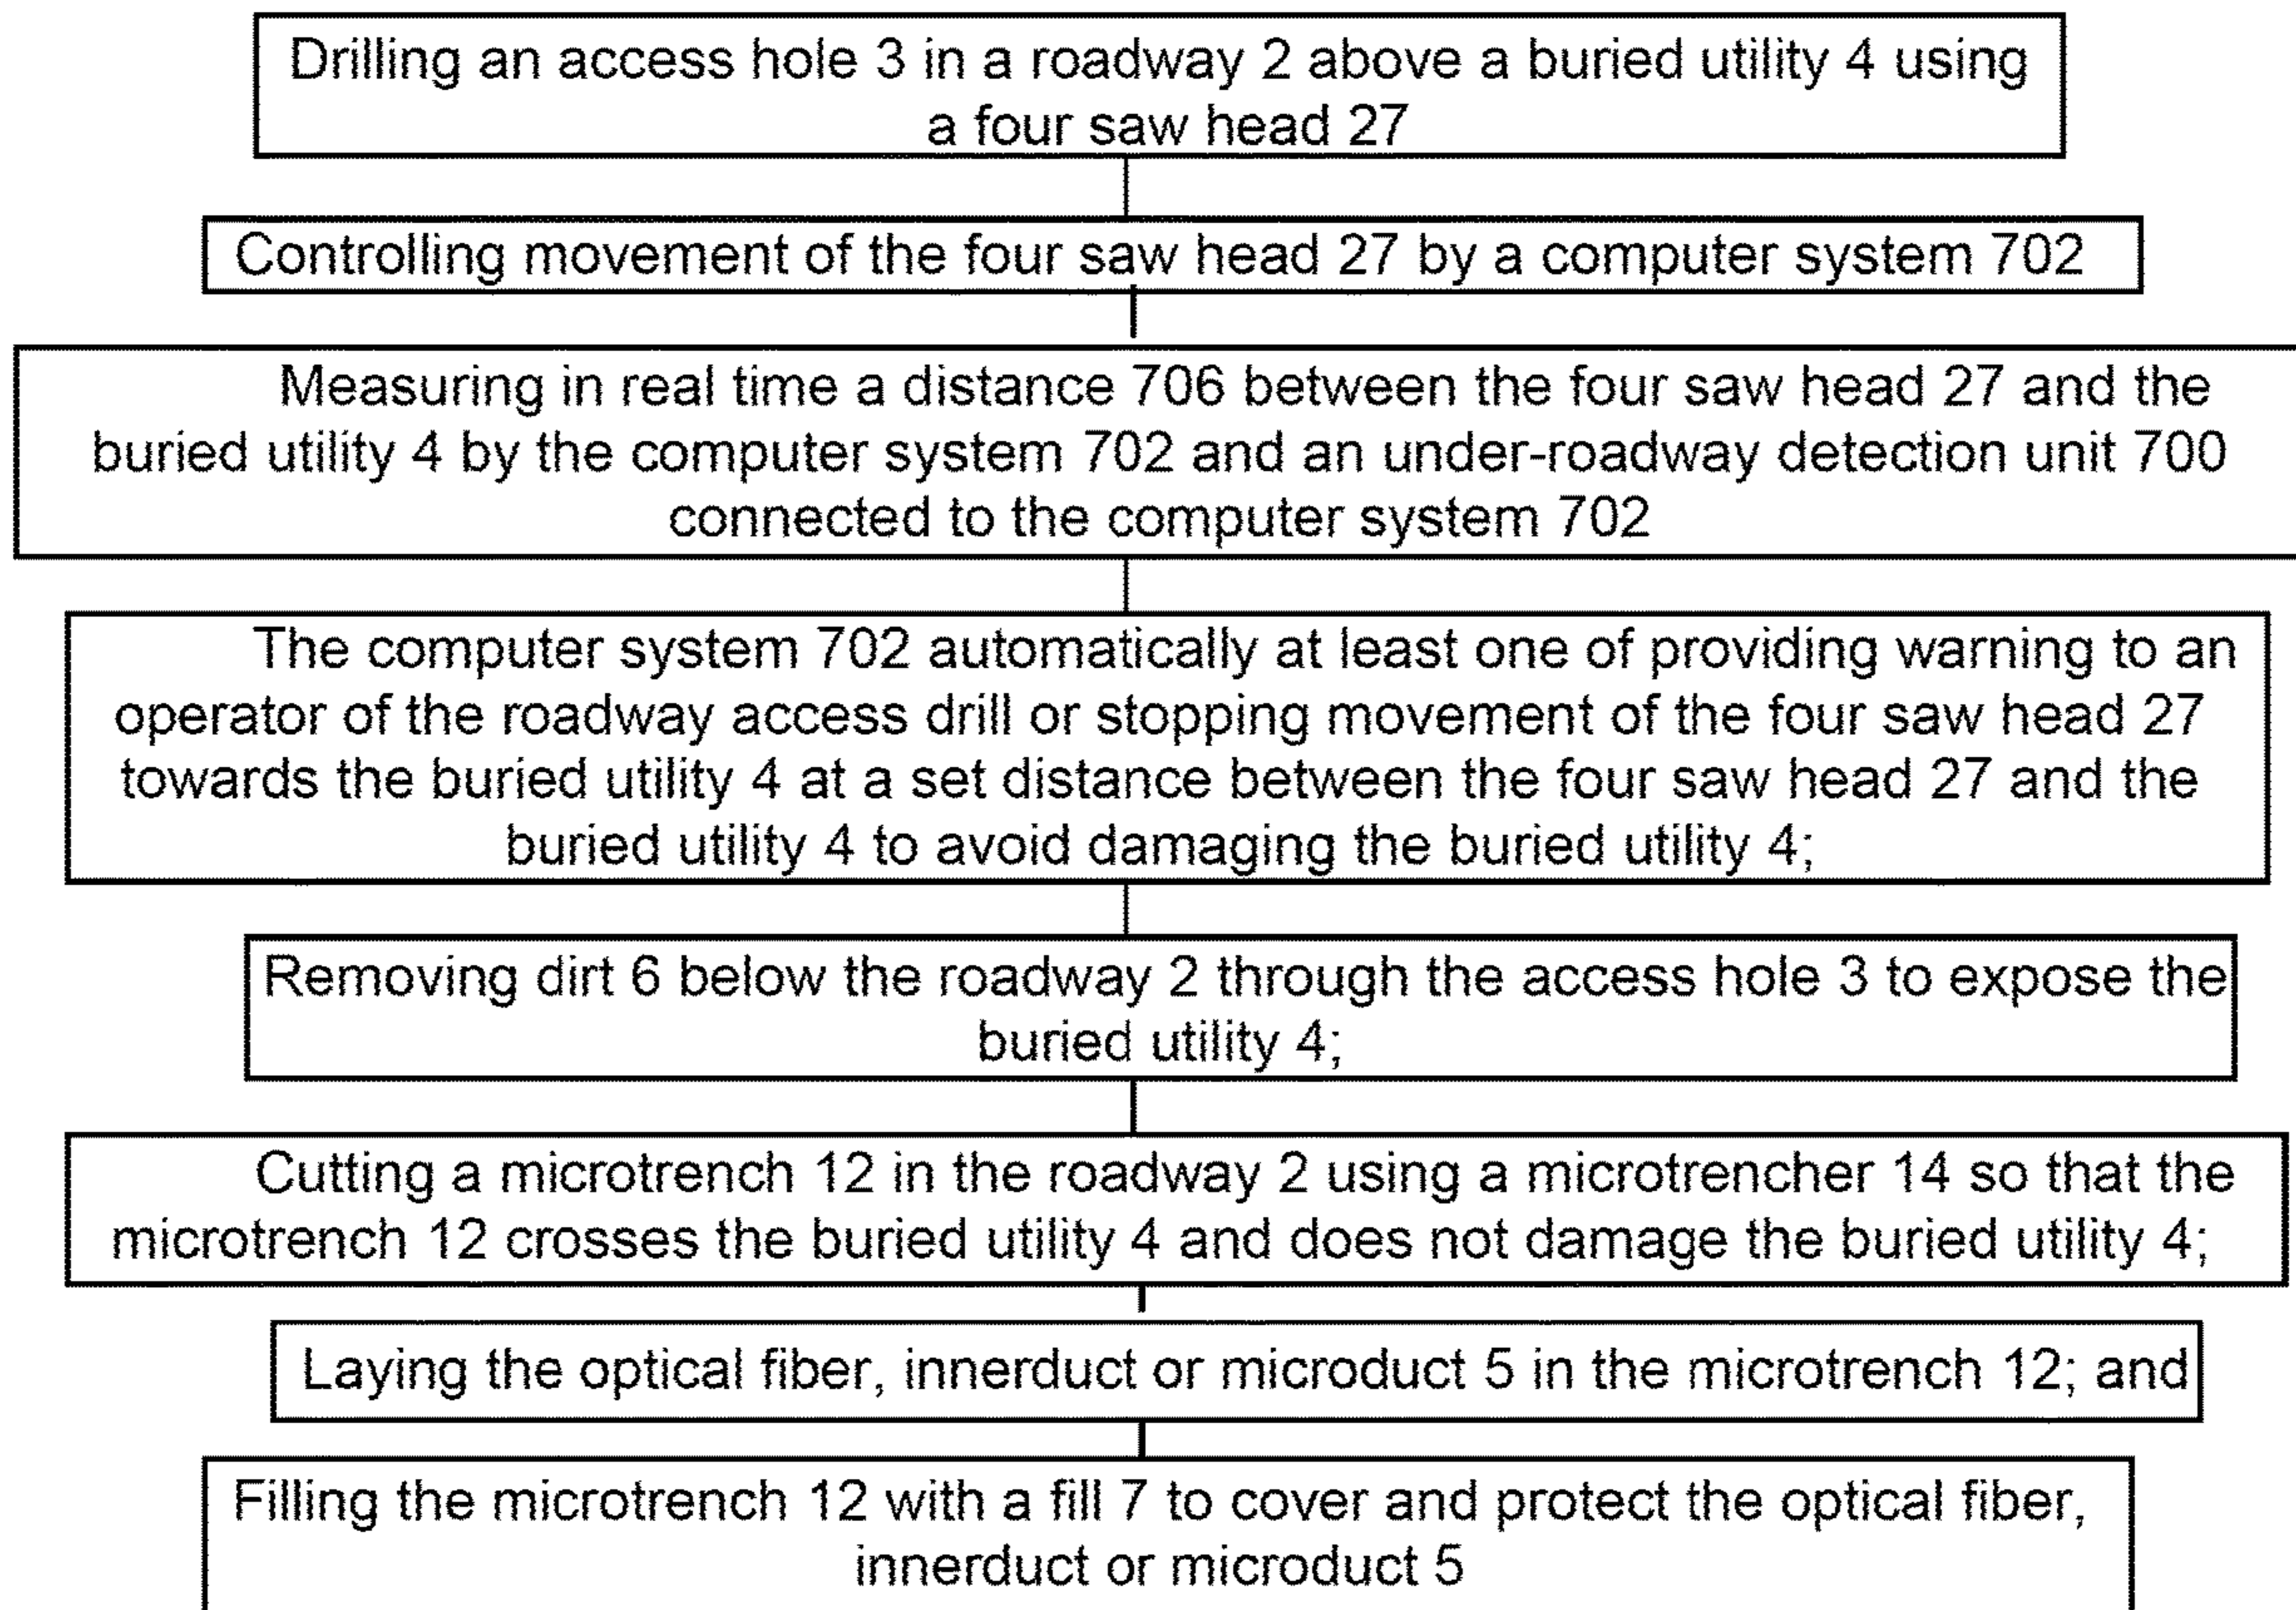 Drilling an access hole 3 in a roadway 2 above a buried utility 4 using
a four saw head 27
Controlling movement of the four saw head 27 by a computer system 702
Measuring in real time a distance 706 between the four saw head 27 and the
buried utility 4 by the computer system 702 and an under-roadway detection unit 700
connected to the computer system 702
The computer system 702 automatically at least one of providing warning to an
operator of the roadway access drill or stopping movement of the four saw head 27
towards the buried utility 4 at a set distance between the four saw head 27 and the
buried utility 4 to avoid damaging the buried utility 4;
Removing dirt 6 below the roadway 2 through the access hole 3 to expose the
buried utility 4;
Cutting a microtrench 12 in the roadway 2 using a microtrencher 14 so that the
microtrench 12 crosses the buried utility 4 and does not damage the buried utility 4;
Laying the optical fiber, innerduct or microduct 5 in the microtrench 12; and
Filling the microtrench 12 with a fill 7 to cover and protect the optical fiber,
innerduct or microduct 5